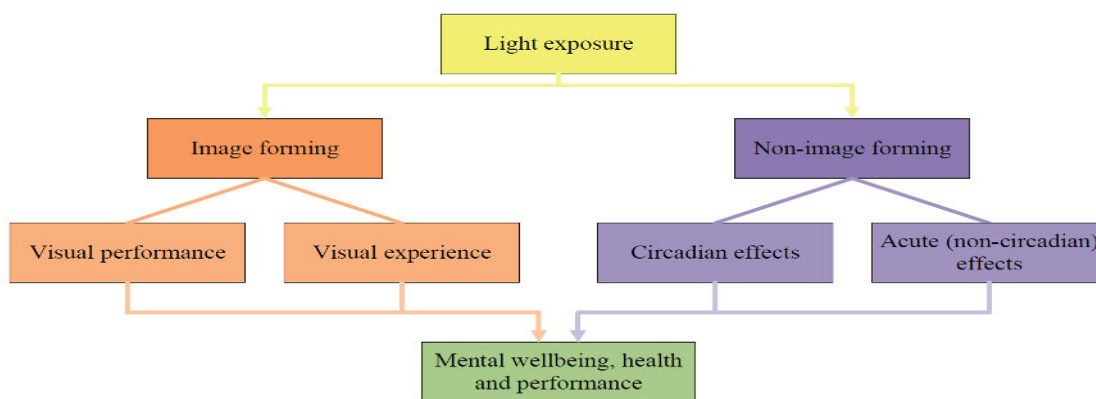 Light exposure
Image forming
Non-image forming
Visual performance
Visual experience
Circadian effects
Acute (non-circadian)
effects
Mental wellbeing, health
and performance